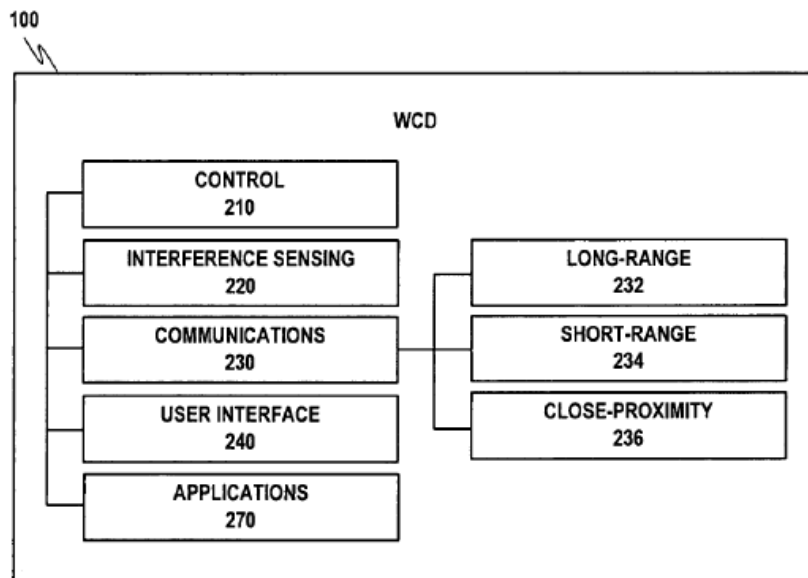 100
WCD
CONTROL
210
INTERFERENCE SENSING
220
COMMUNICATIONS
230
USER INTERFACE
240
APPLICATIONS
270
LONG-RANGE
232
SHORT-RANGE
234
CLOSE-PROXIMITY
236